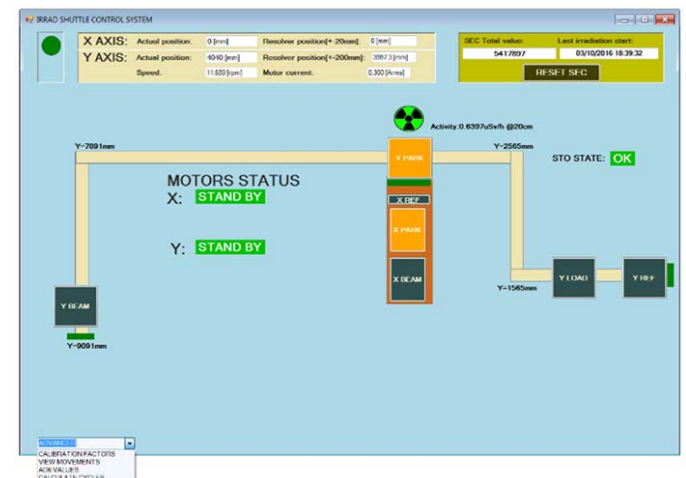 IRRAD SHUTTLE CONTROL SYSTEM
X AXIS: Actual position: 0 [mm] Resolver position[+-20mm]: 0 [mm]
Y AXIS: Actual position: 4040 [mm] Resolver position[+-200mm]:
Speed: Motor current: 0.300 [Arms]
SEC Total value: Last irradiation start:
5417897 03/10/2016 18:39:32
RESET SEC
Activity:0.6397uSv/h @20cm
Y-7891mm
Y PARK
Y-2565mm
STO STATE: OK
MOTORS STATUS
X: STAND BY
X REF
X PARK
Y: STAND BY
X BEAM
Y LOAD
Y REF
Y-1565mm
Y BEAM
Y-9091mm
ADVANCED
CALIBRATION FACTORS
VIEW MOVEMENTS
ADR VALUES
CALCULATE CYCLES